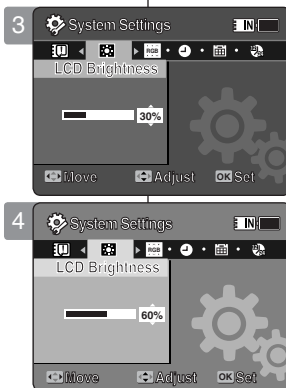 3
System Settings
IN
RGB
LCD Brightness
30%
Move Adjust OK Set
4
System Settings
IN
RGB
LCD Brightness
60%
Move Adjust OK Set